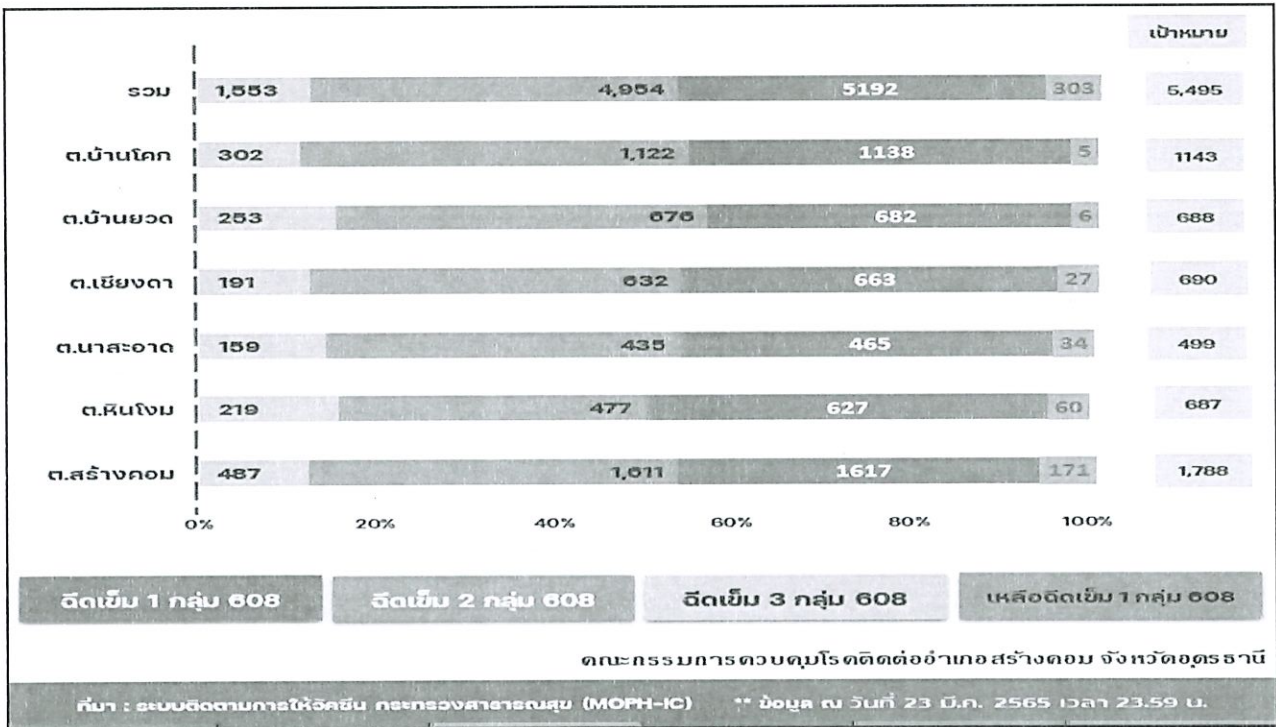 เป้าหมาย
รวม 1,553 4,954 5192 303 5,495
ต.บ้านโคก 302 1,122 1138 5 1143
ต.บ้านยวด 253 676 682 6 688
ต.เชียงดา 191 632 663 27 690
ต.นาสะอาด 159 435 465 34 499
ต.หินโงม 219 477 627 60 687
ต.สร้างคอม 487 1,611 1617 171 1,788
0% 20% 40% 60% 80% 100%
ฉีดเข็ม 1 กลุ่ม 608 ฉีดเข็ม 2 กลุ่ม 608 ฉีดเข็ม 3 กลุ่ม 608 เหลือฉีดเข็ม 1 กลุ่ม 608
คณะกรรมการควบคุมโรคติดต่ออำเภอสร้างคอม จังหวัดอุดรธานี
ที่มา : ระบบติดตามการให้วัคซีน กระทรวงสาธารณสุข (MOPH-IC) ** ข้อมูล ณ วันที่ 23 มี.ค. 2565 เวลา 23.59 น.